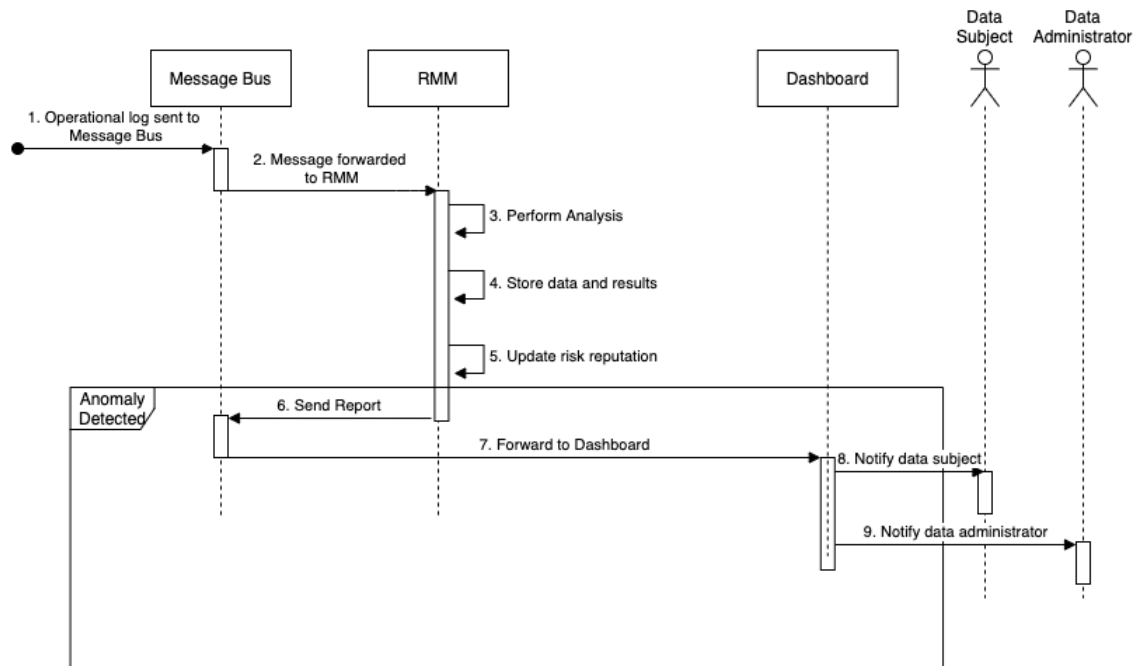 Data
Subject
Data
Administrator
Message Bus
RMM
Dashboard
1. Operational log sent to
Message Bus
2. Message forwarded
to RMM
3. Perform Analysis
4. Store data and results
5. Update risk reputation
Anomaly
Detected
6. Send Report
7. Forward to Dashboard
8. Notify data subject
9. Notify data administrator